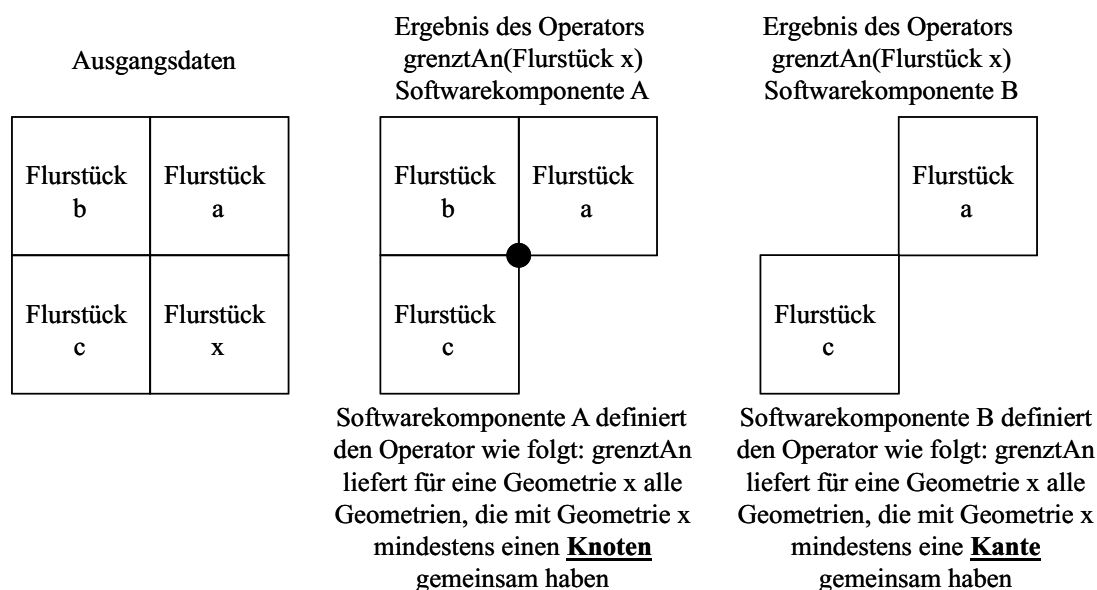 Ausgangsdaten
Flurstück
b
Flurstück
a
Flurstück
c
Flurstück
x
Ergebnis des Operators
grenztAn(Flurstück x)
Softwarekomponente A
Flurstück
b
Flurstück
a
Flurstück
c
Softwarekomponente A definiert
den Operator wie folgt: grenztAn
liefert für eine Geometrie x alle
Geometrien, die mit Geometrie x
mindestens einen Knoten
gemeinsam haben
Ergebnis des Operators
grenztAn(Flurstück x)
Softwarekomponente B
Flurstück
a
Flurstück
c
Softwarekomponente B definiert
den Operator wie folgt: grenztAn
liefert für eine Geometrie x alle
Geometrien, die mit Geometrie x
mindestens eine Kante
gemeinsam haben